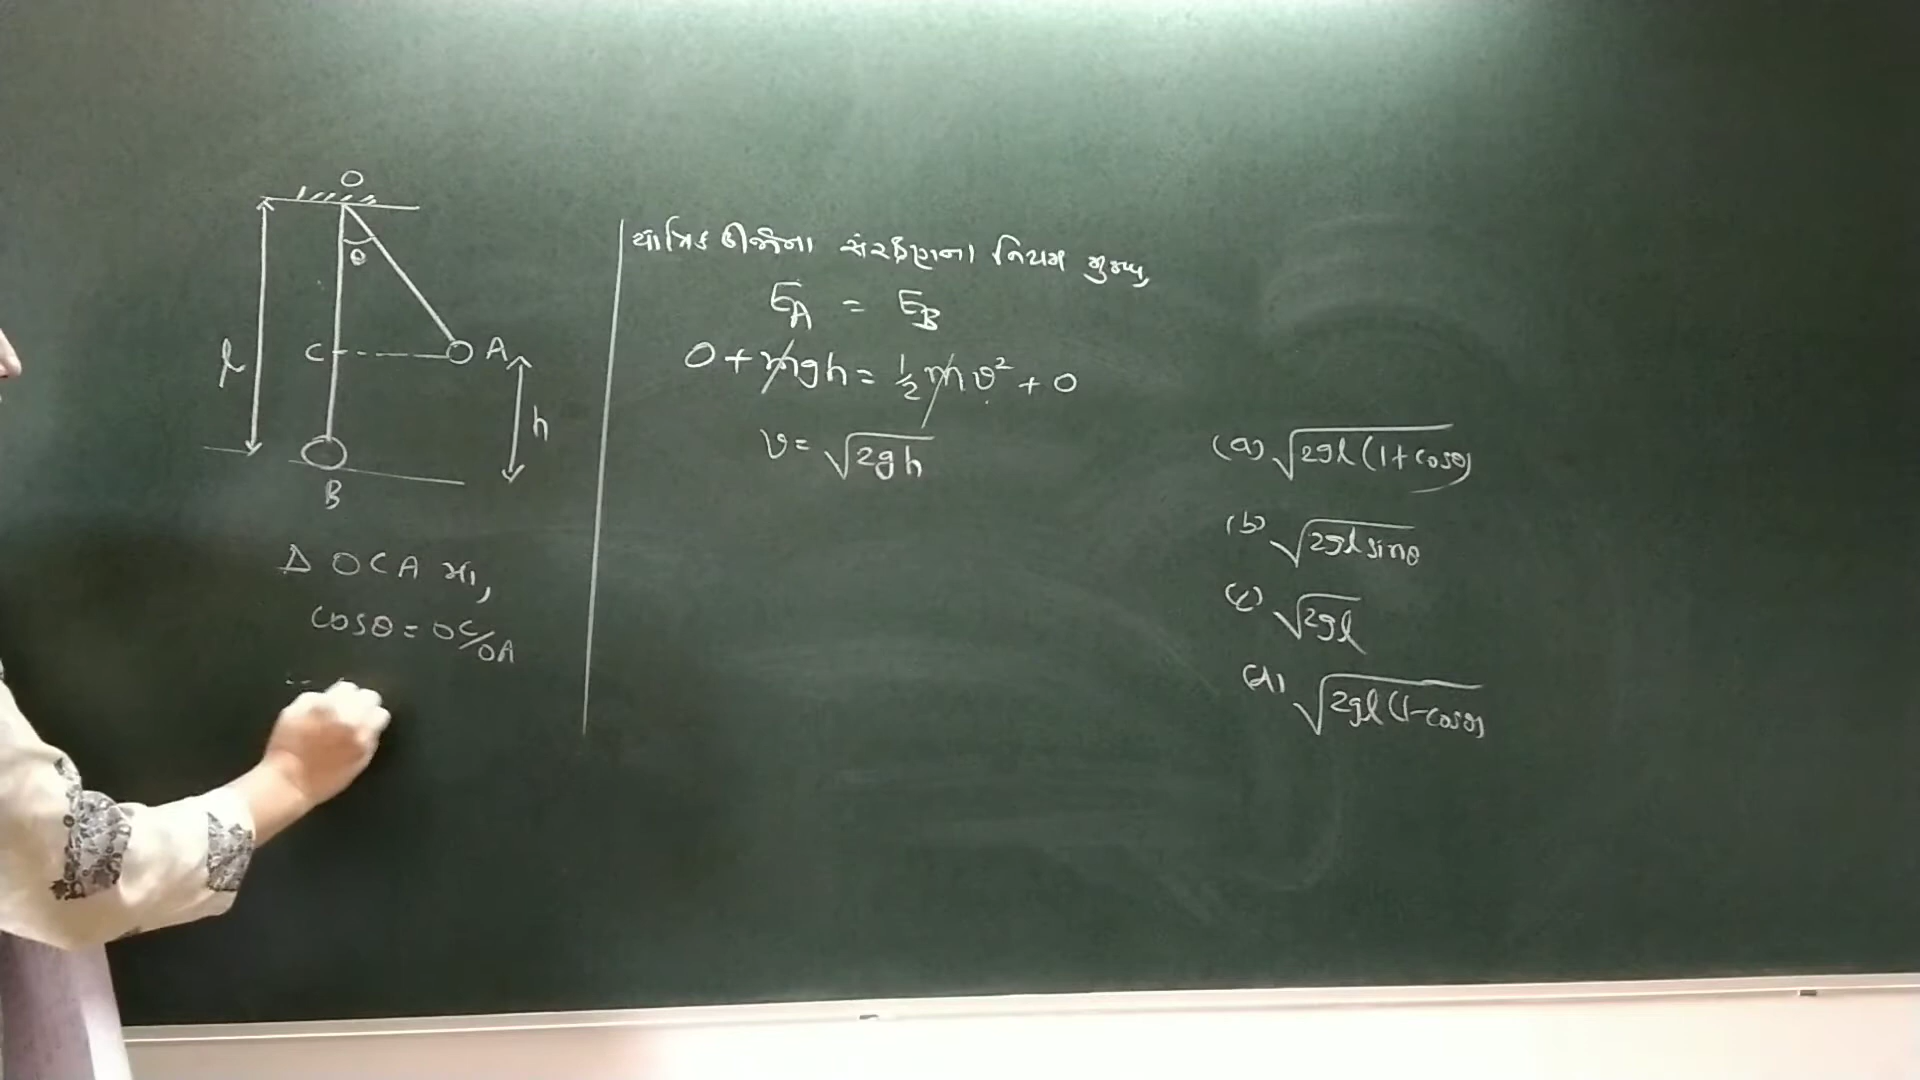 O
θ
l
C
A
h
B
Δ OCA માં,
cosθ = OC/OA
યાંત્રિક ઊર્જાના સંરક્ષણના નિયમ મુજબ,
E_A = E_B
0 + mgh = 1/2 mv² + 0
v = √2gh
(a) √2gl(1+cosθ)
(b) √2gl sinθ
(c) √2gl
(d) √2gl(1-cosθ)